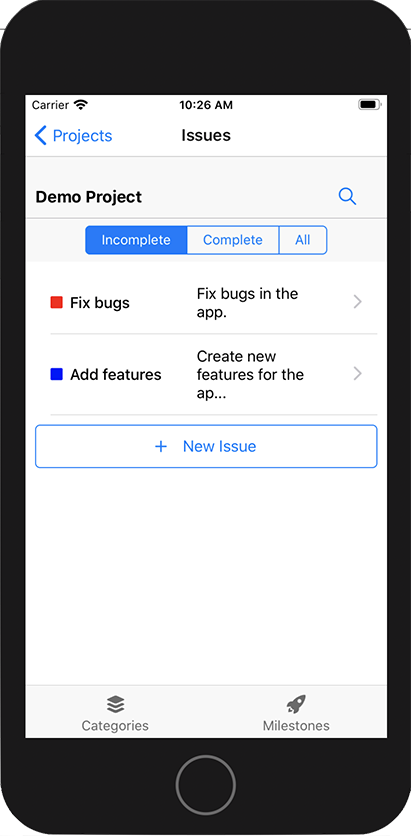 Carrier 10:26 AM
Projects Issues
Demo Project
Incomplete Complete All
Fix bugs Fix bugs in the
app.
Add features Create new
features for the
ap...
+ New Issue
Categories Milestones